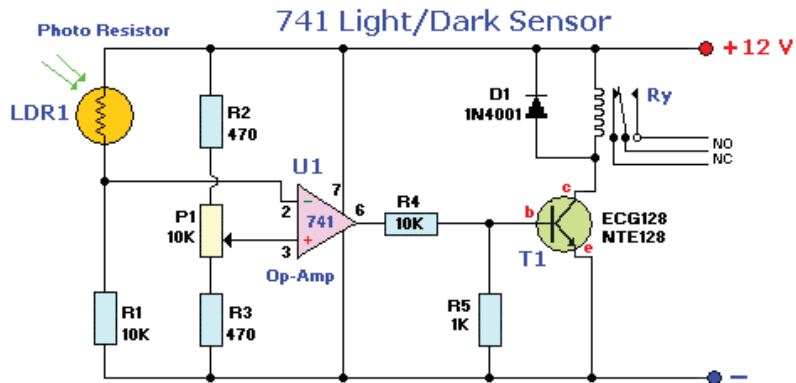 741 Light/Dark Sensor
Photo Resistor
+12 V
LDR1
R2
470
D1
1N4001
Ry
NO
NC
U1
7
2
−
741
6
P1
10K
+
3
Op-Amp
R4
10K
b
c
e
ECG128
NTE128
T1
R1
10K
R3
470
R5
1K
−